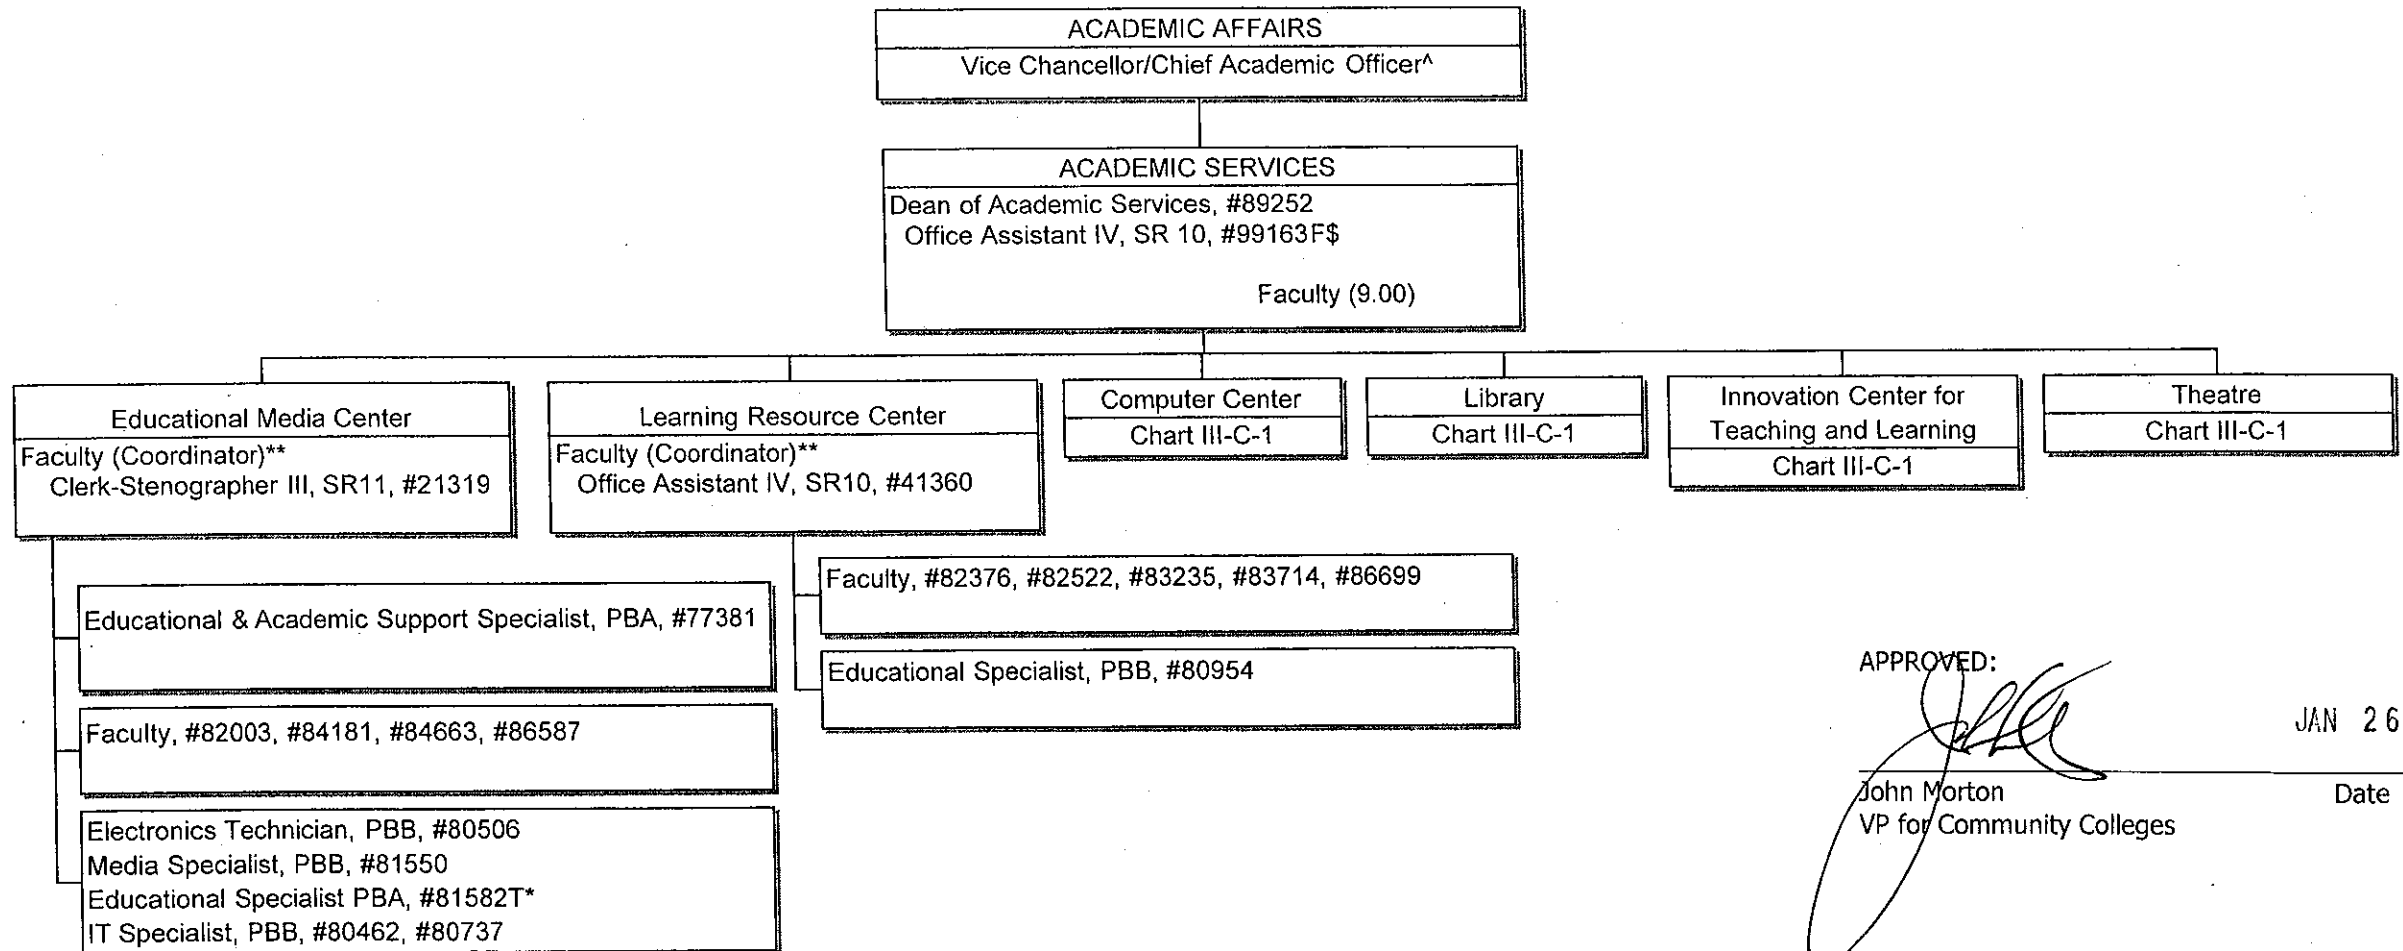 ACADEMIC AFFAIRS
Vice Chancellor/Chief Academic Officer^
ACADEMIC SERVICES
Dean of Academic Services, #89252
Office Assistant IV, SR 10, #99163F$
Faculty (9.00)
Educational Media Center
Faculty (Coordinator)**
Clerk-Stenographer III, SR11, #21319
Learning Resource Center
Faculty (Coordinator)**
Office Assistant IV, SR10, #41360
Computer Center
Chart III-C-1
Library
Chart III-C-1
Innovation Center for
Teaching and Learning
Chart III-C-1
Theatre
Chart III-C-1
Educational & Academic Support Specialist, PBA, #77381
Faculty, #82003, #84181, #84663, #86587
Electronics Technician, PBB, #80506
Media Specialist, PBB, #81550
Educational Specialist PBA, #81582T*
IT Specialist, PBB, #80462, #80737
Faculty, #82376, #82522, #83235, #83714, #86699
Educational Specialist, PBB, #80954
APPROVED:
JAN 26
John Morton
Date
VP for Community Colleges